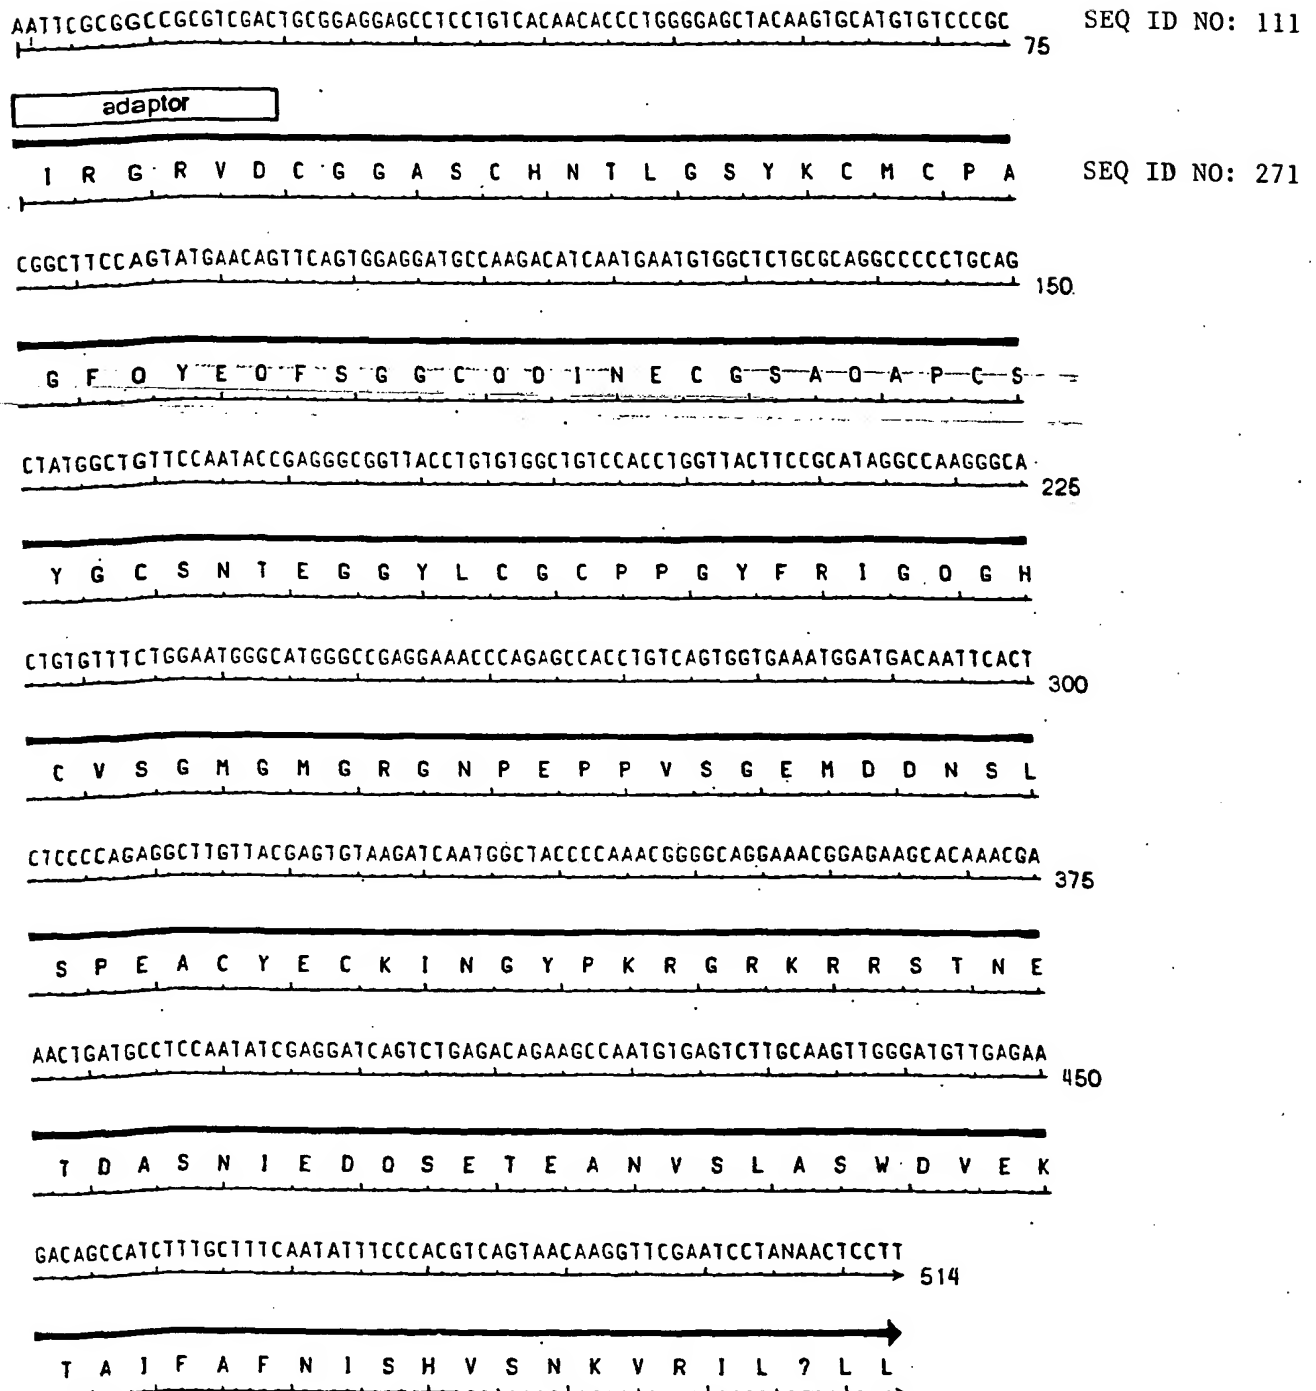 AATTCGCGGCCGCGTCGACTGCGGAGGAGCCTCCTGTCACAACACCCTGGGGAGCTACAAGTGCATGTGTCCCGC 75 SEQ ID NO: 111
adaptor
I R G R V D C G G A S C H N T L G S Y K C M C P A SEQ ID NO: 271
CGGCTTCCAGTATGAACAGTTCAGTGGAGGATGCCAAGACATCAATGAATGTGGCTCTGCGCAGGCCCCCTGCAG 150
G F Q Y E Q F S G G C Q D I N E C G S A Q A P C S
CTATGGCTGTTCCAATACCGAGGGCGGTTACCTGTGTGGCTGTCCACCTGGTTACTTCCGCATAGGCCAAGGGCA 225
Y G C S N T E G G Y L C G C P P G Y F R I G Q G H
CTGTGTTTCTGGAATGGGCATGGGCCGAGGAAACCCAGAGCCACCTGTCAGTGGTGAAATGGATGACAATTCACT 300
C V S G M G M G R G N P E P P V S G E M D D N S L
CTCCCCAGAGGCTTGTTACGAGTGTAAGATCAATGGCTACCCCAAACGGGGCAGGAAACGGAGAAGCACAAACGA 375
S P E A C Y E C K I N G Y P K R G R K R R S T N E
AACTGATGCCTCCAATATCGAGGATCAGTCTGAGACAGAAGCCAATGTGAGTCTTGCAAGTTGGGATGTTGAGAA 450
T D A S N I E D Q S E T E A N V S L A S W D V E K
GACAGCCATCTTTGCTTTCAATATTTCCCACGTCAGTAACAAGGTTCGAATCCTANAACTCCTT 514
T A I F A F N I S H V S N K V R I L ? L L